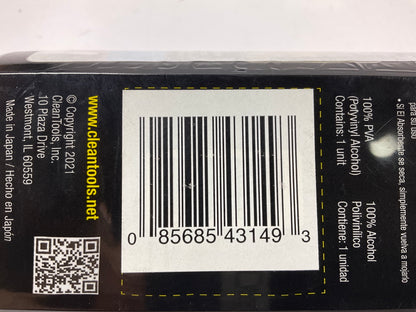 para su uso
• Si El Absorbente se seca, simplemente vuelva a mojarlo
100% PVA
(Polyvinyl Alcohol)
Contains: 1 unit
100% Alcohol
Polivinílico
Contiene: 1 unidad
0 85685 43149 3
www.cleantools.net
© Copyright 2021
CleanTools, Inc.
10 Plaza Drive
Westmont, IL 60559
Made in Japan / Hecho en Japón